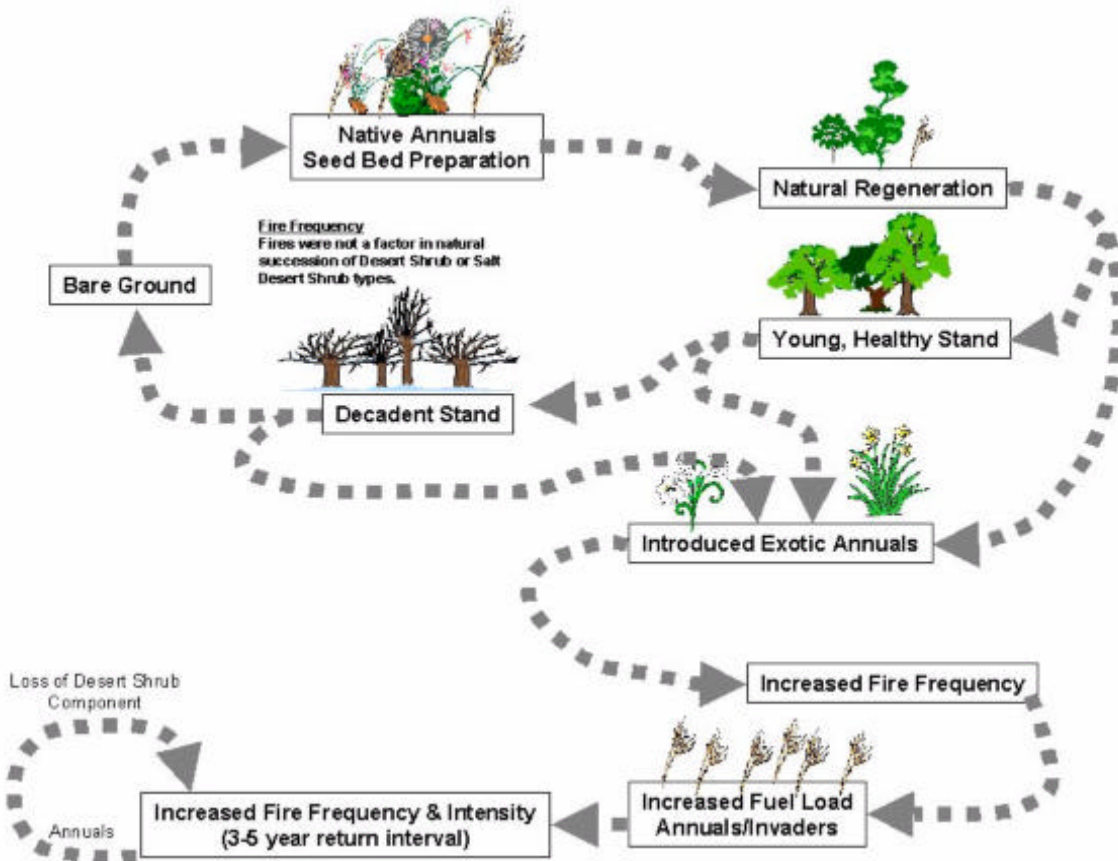 Native Annuals
Seed Bed Preparation
Natural Regeneration
Fire Frequency
Fires were not a factor in natural
succession of Desert Shrub or Salt
Desert Shrub types.
Bare Ground
Young, Healthy Stand
Decadent Stand
Introduced Exotic Annuals
Increased Fire Frequency
Loss of Desert Shrub
Component
Increased Fuel Load
Annuals/Invaders
Increased Fire Frequency & Intensity
(3-5 year return interval)
Annuals